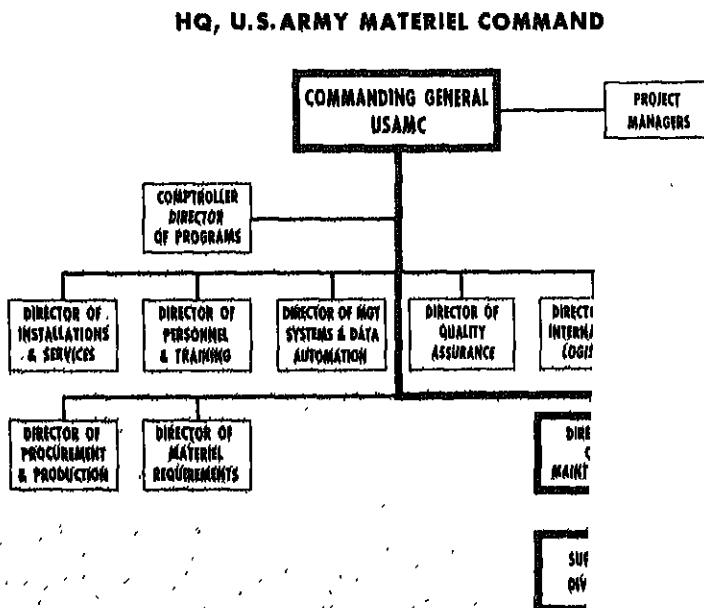 HQ, U.S. ARMY MATERIEL COMMAND
COMMANDING GENERAL
USAMC
PROJECT
MANAGERS
COMPTROLLER
DIRECTOR
OF PROGRAMS
DIRECTOR OF
INSTALLATIONS
& SERVICES
DIRECTOR OF
PERSONNEL
& TRAINING
DIRECTOR OF MGT
SYSTEMS & DATA
AUTOMATION
DIRECTOR OF
QUALITY
ASSURANCE
DIRECTOR OF
PROCUREMENT
& PRODUCTION
DIRECTOR OF
MATERIEL
REQUIREMENTS